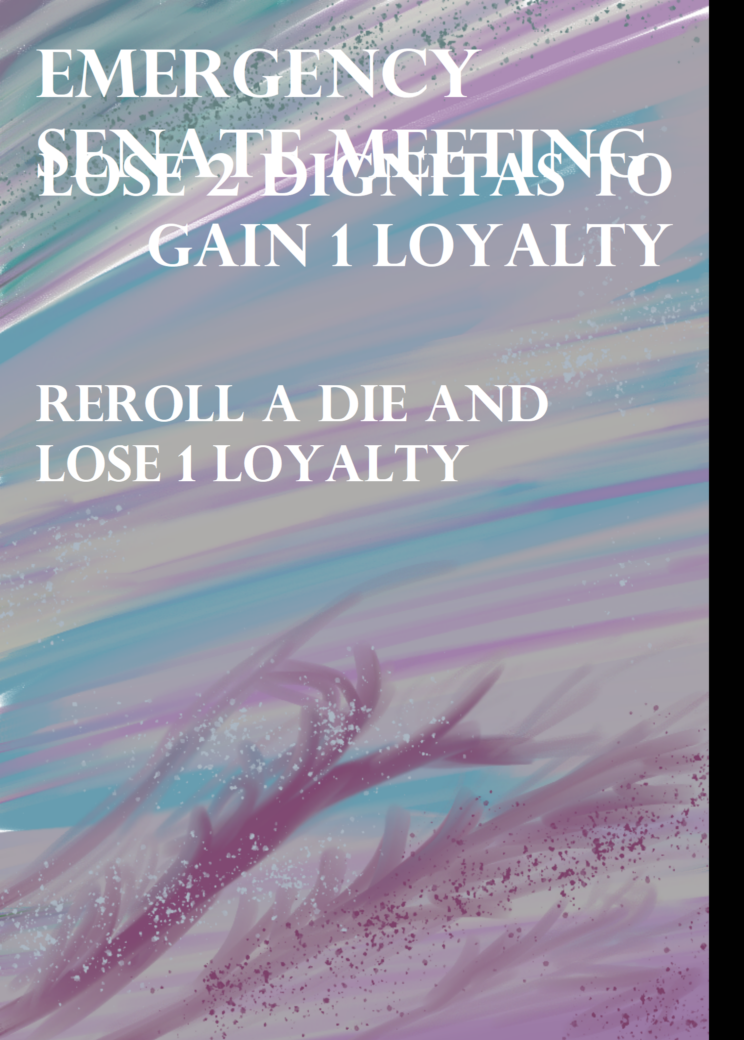 EMERGENCY
SENATE MEETING
LOSE 2 DIGNITAS TO
GAIN 1 LOYALTY
REROLL A DIE AND
LOSE 1 LOYALTY